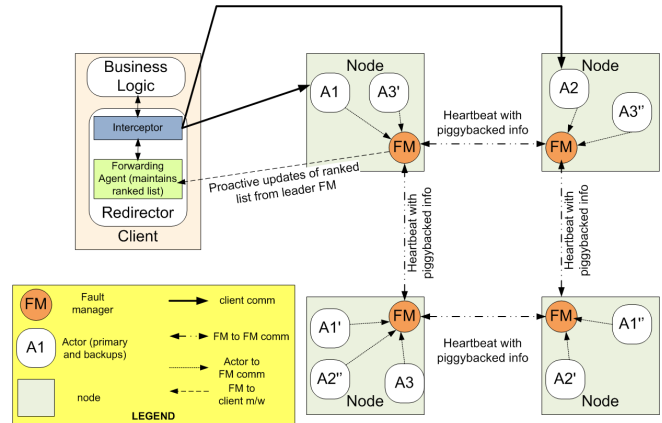 Business
Logic
Interceptor
Forwarding
Agent (maintains
ranked list)
Redirector
Client
Node
A1
A3'
FM
Proactive updates of ranked
list from leader FM
Heartbeat with
piggybacked info
Node
A2
A3''
FM
Heartbeat with
piggybacked info
Heartbeat with
piggybacked info
A1'
A2''
A3
FM
Node
Heartbeat with
piggybacked info
FM
A1''
A2'
Node
FM
Fault
manager
client comm
A1
Actor (primary
and backups)
FM to FM comm
Actor to
FM comm
node
FM to
client m/w
LEGEND